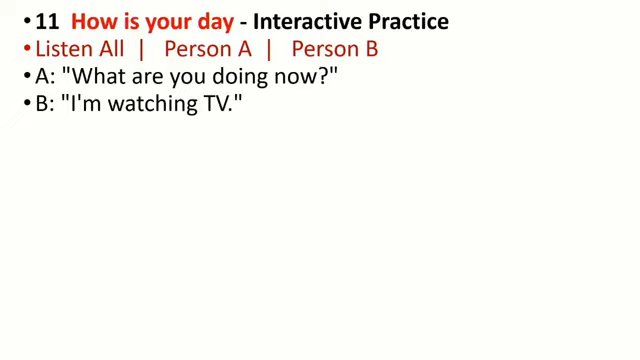 •11 How is your day - Interactive Practice
•Listen All | Person A | Person B
•A: "What are you doing now?"
•B: "I'm watching TV."